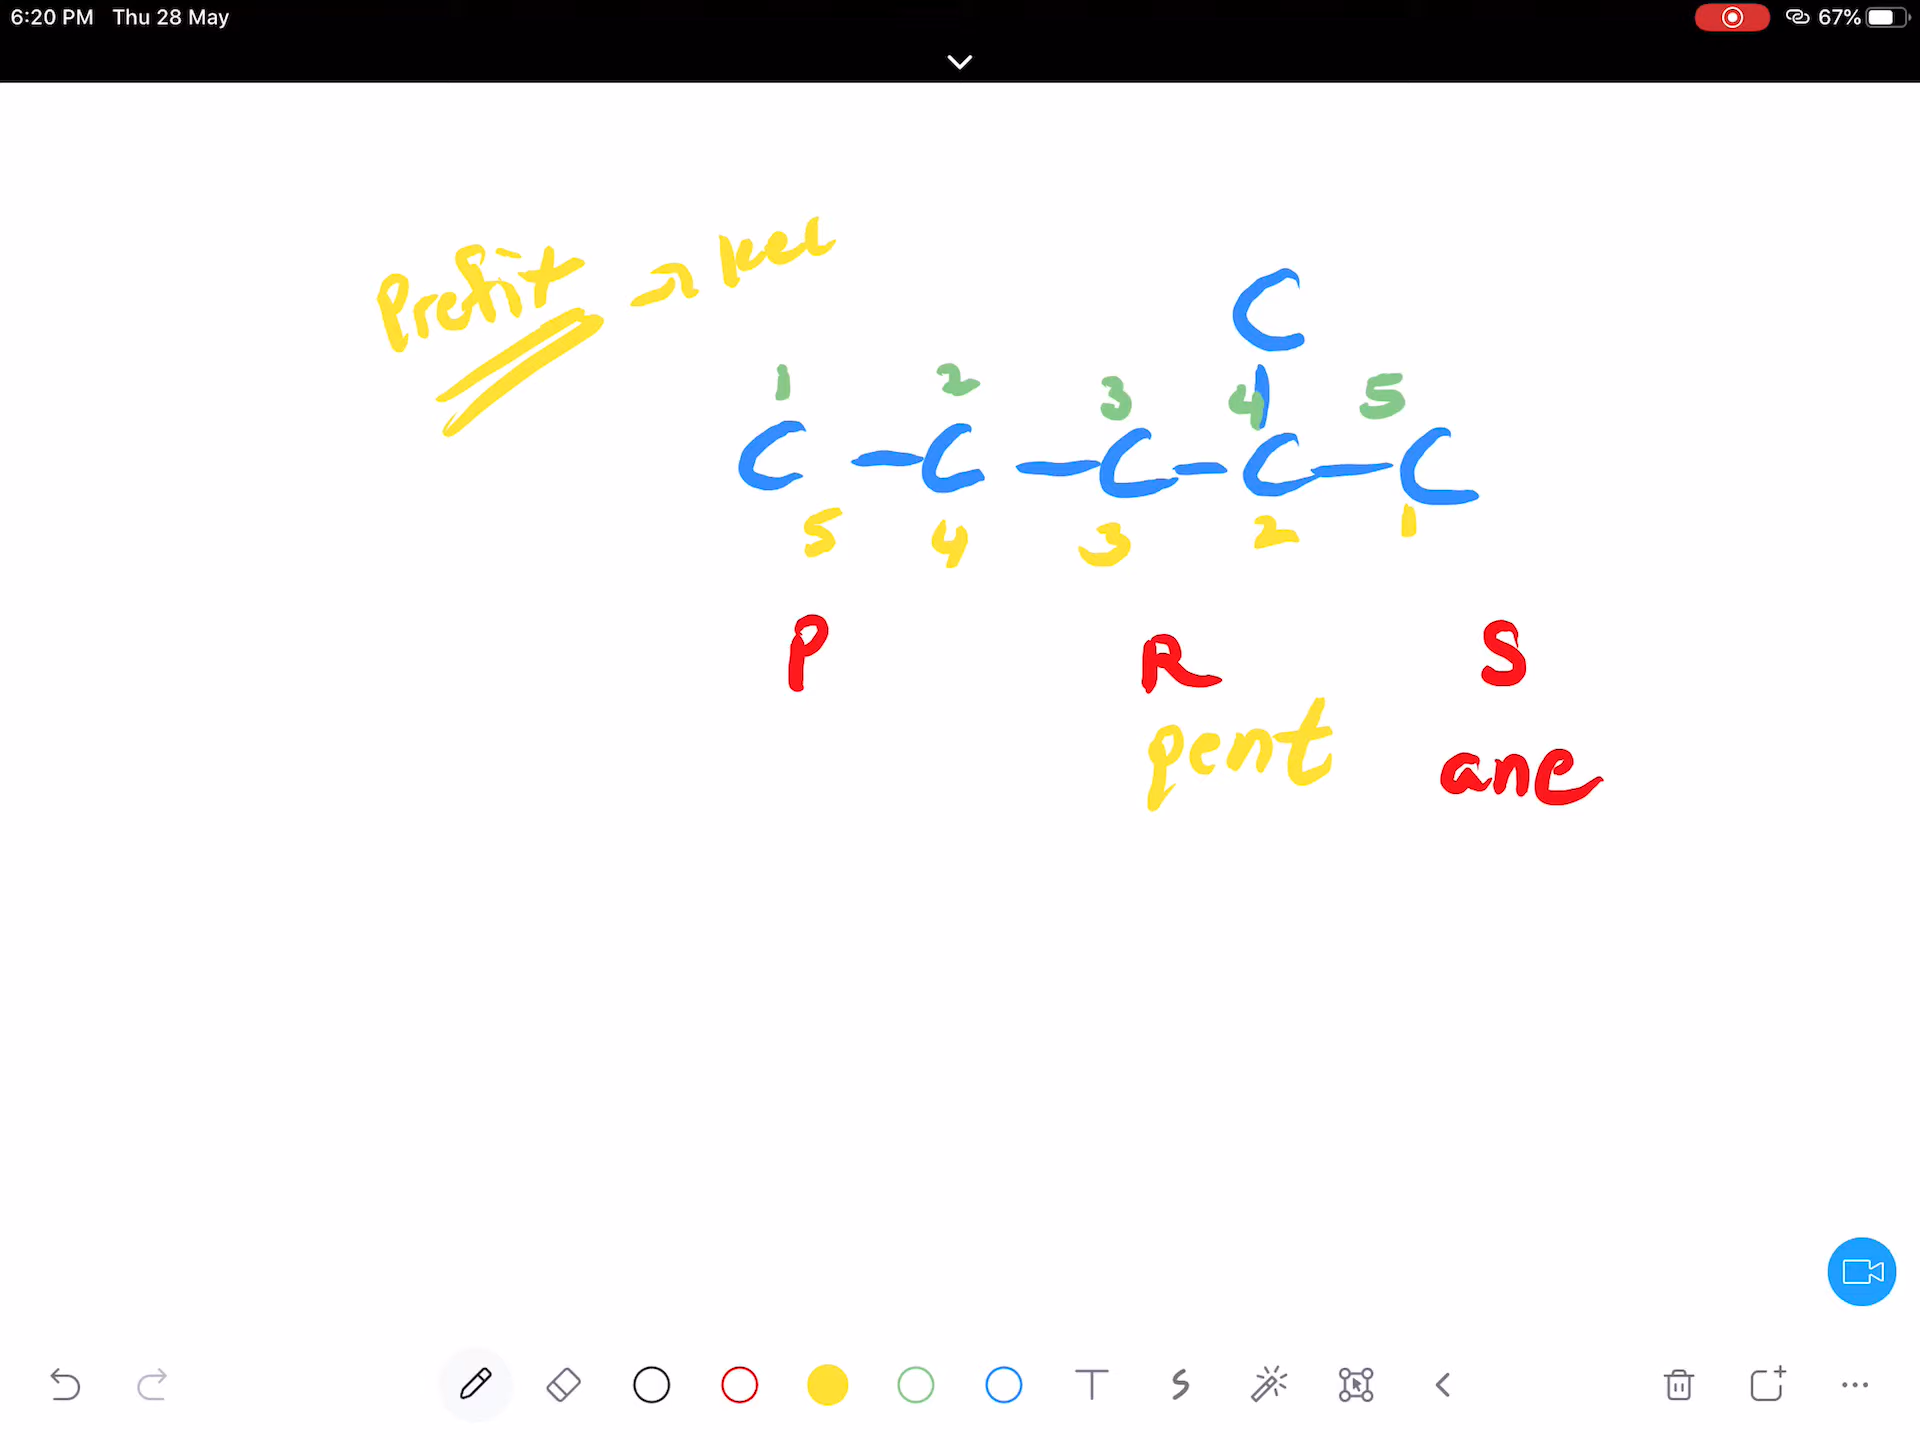 6:20 PM Thu 28 May 67%
Prefix →
C
1 2 3 4 5
C - C - C - C - C
5 4 3 2 1
P R S
pent ane